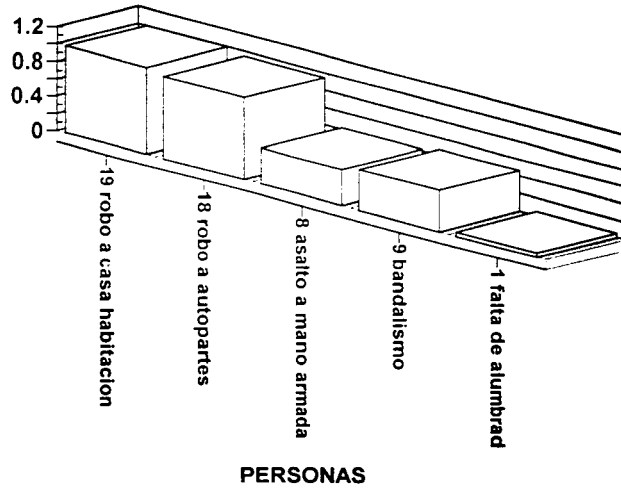 1.2
0.8
0.4
0
19 robo a casa habitacion
18 robo a autopartes
8 asalto a mano armada
9 bandalismo
1 falta de alumbrad
PERSONAS